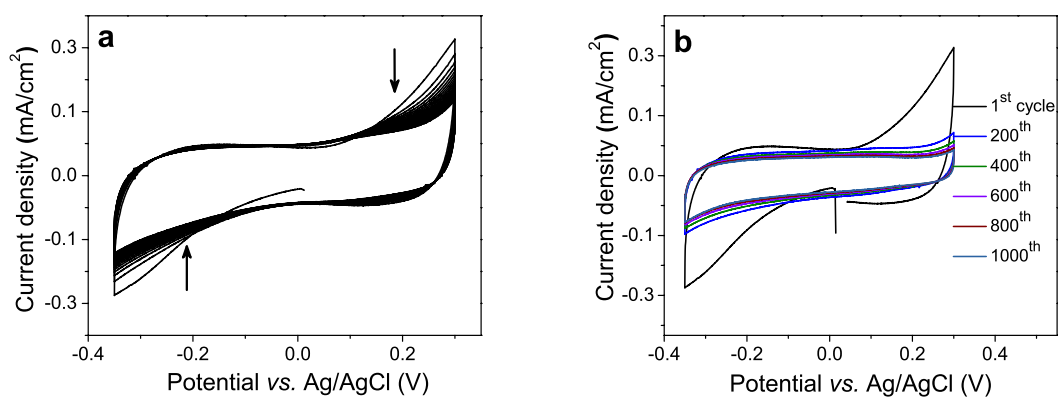 a
0.3
0.1
0.0
-0.1
-0.3
Current density (mA/cm²)
-0.4
-0.2
0.0
0.2
Potential vs. Ag/AgCl (V)
b
0.3
0.1
0.0
-0.1
-0.3
Current density (mA/cm²)
-0.4
-0.2
0.0
0.2
0.4
Potential vs. Ag/AgCl (V)
1st cycle
200th
400th
600th
800th
1000th